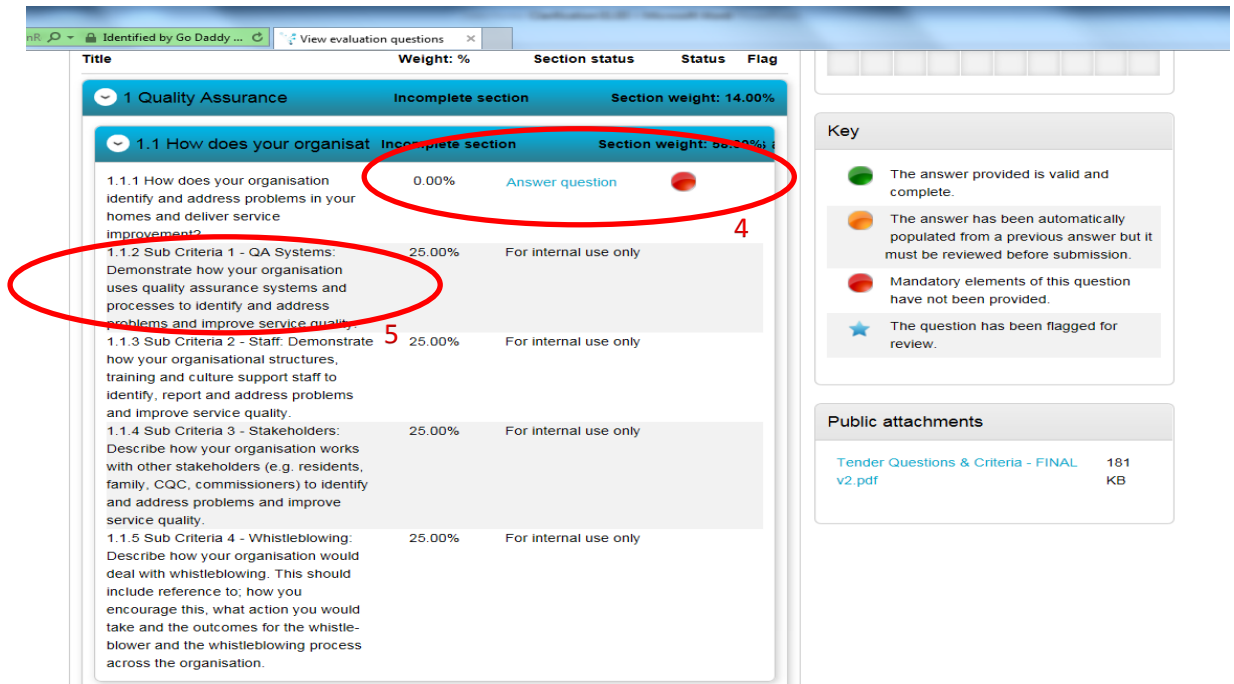 nR
Identified by Go Daddy ...
View evaluation questions
Title Weight: % Section status Status Flag
1 Quality Assurance Incomplete section Section weight: 14.00%
1.1 How does your organisat Incomplete section Section weight:
1.1.1 How does your organisation 0.00% Answer question
identify and address problems in your
homes and deliver service
improvement?
4
1.1.2 Sub Criteria 1 - QA Systems: 25.00% For internal use only
Demonstrate how your organisation
uses quality assurance systems and
processes to identify and address
problems and improve service quality.
5
1.1.3 Sub Criteria 2 - Staff: Demonstrate 25.00% For internal use only
how your organisational structures,
training and culture support staff to
identify, report and address problems
and improve service quality.
1.1.4 Sub Criteria 3 - Stakeholders: 25.00% For internal use only
Describe how your organisation works
with other stakeholders (e.g. residents,
family, CQC, commissioners) to identify
and address problems and improve
service quality.
1.1.5 Sub Criteria 4 - Whistleblowing: 25.00% For internal use only
Describe how your organisation would
deal with whistleblowing. This should
include reference to; how you
encourage this, what action you would
take and the outcomes for the whistle-
blower and the whistleblowing process
across the organisation.
Key
The answer provided is valid and
complete.
The answer has been automatically
populated from a previous answer but it
must be reviewed before submission.
Mandatory elements of this question
have not been provided.
The question has been flagged for
review.
Public attachments
Tender Questions & Criteria - FINAL 181
v2.pdf KB